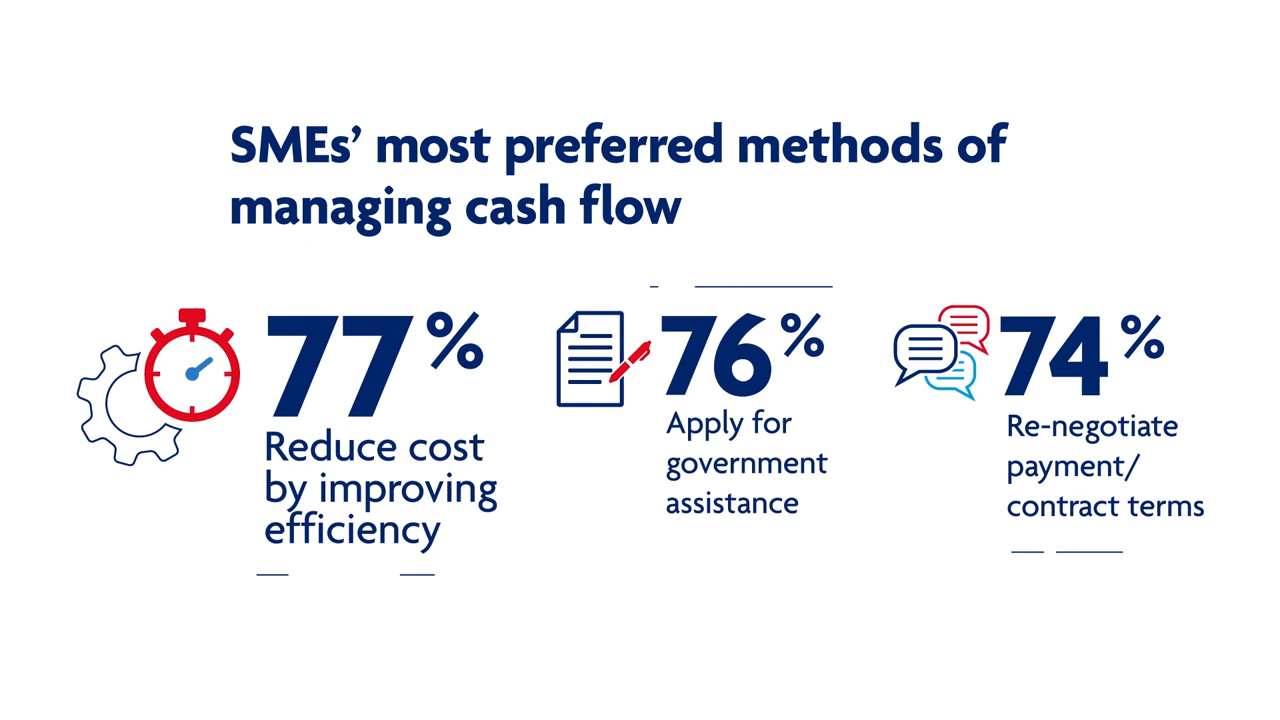 SMEs’ most preferred methods of
managing cash flow
77%
Reduce cost
by improving
efficiency
76%
Apply for
government
assistance
74%
Re-negotiate
payment/
contract terms